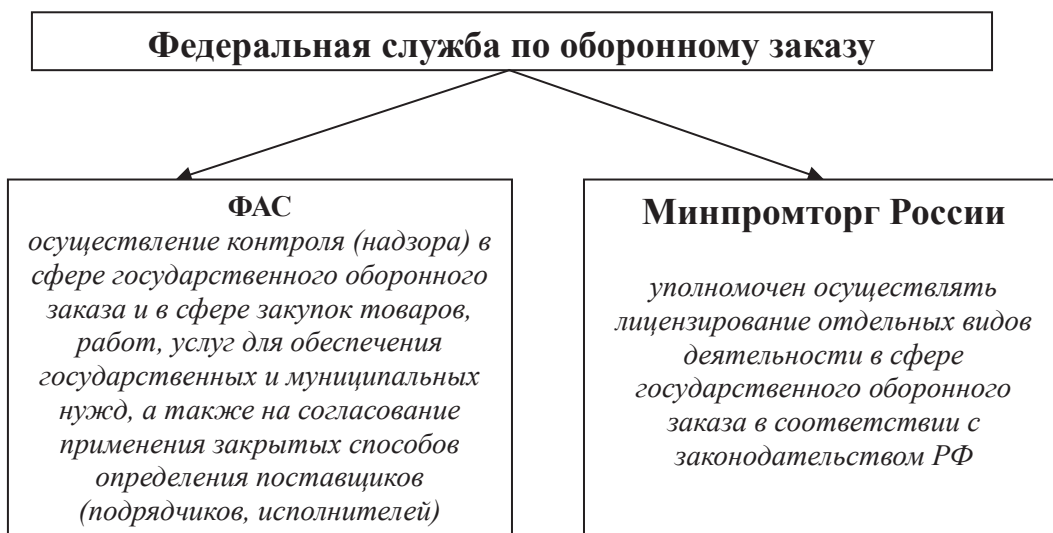 Федеральная служба по оборонному заказу
ФАС
осуществление контроля (надзора) в
сфере государственного оборонного
заказа и в сфере закупок товаров,
работ, услуг для обеспечения
государственных и муниципальных
нужд, а также на согласование
применения закрытых способов
определения поставщиков
(подрядчиков, исполнителей)
Минпромторг России
уполномочен осуществлять
лицензирование отдельных видов
деятельности в сфере
государственного оборонного
заказа в соответствии с
законодательством РФ